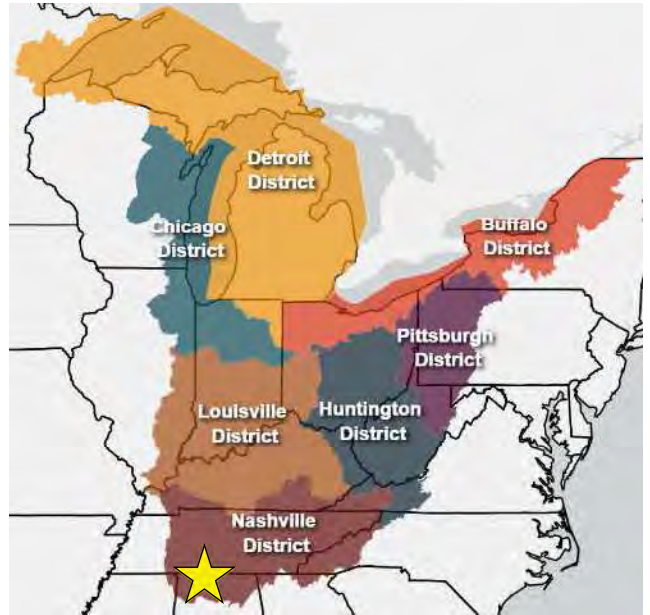 Detroit
District
Chicago
District
Buffalo
District
Pittsburgh
District
Louisville
District
Huntington
District
Nashville
District